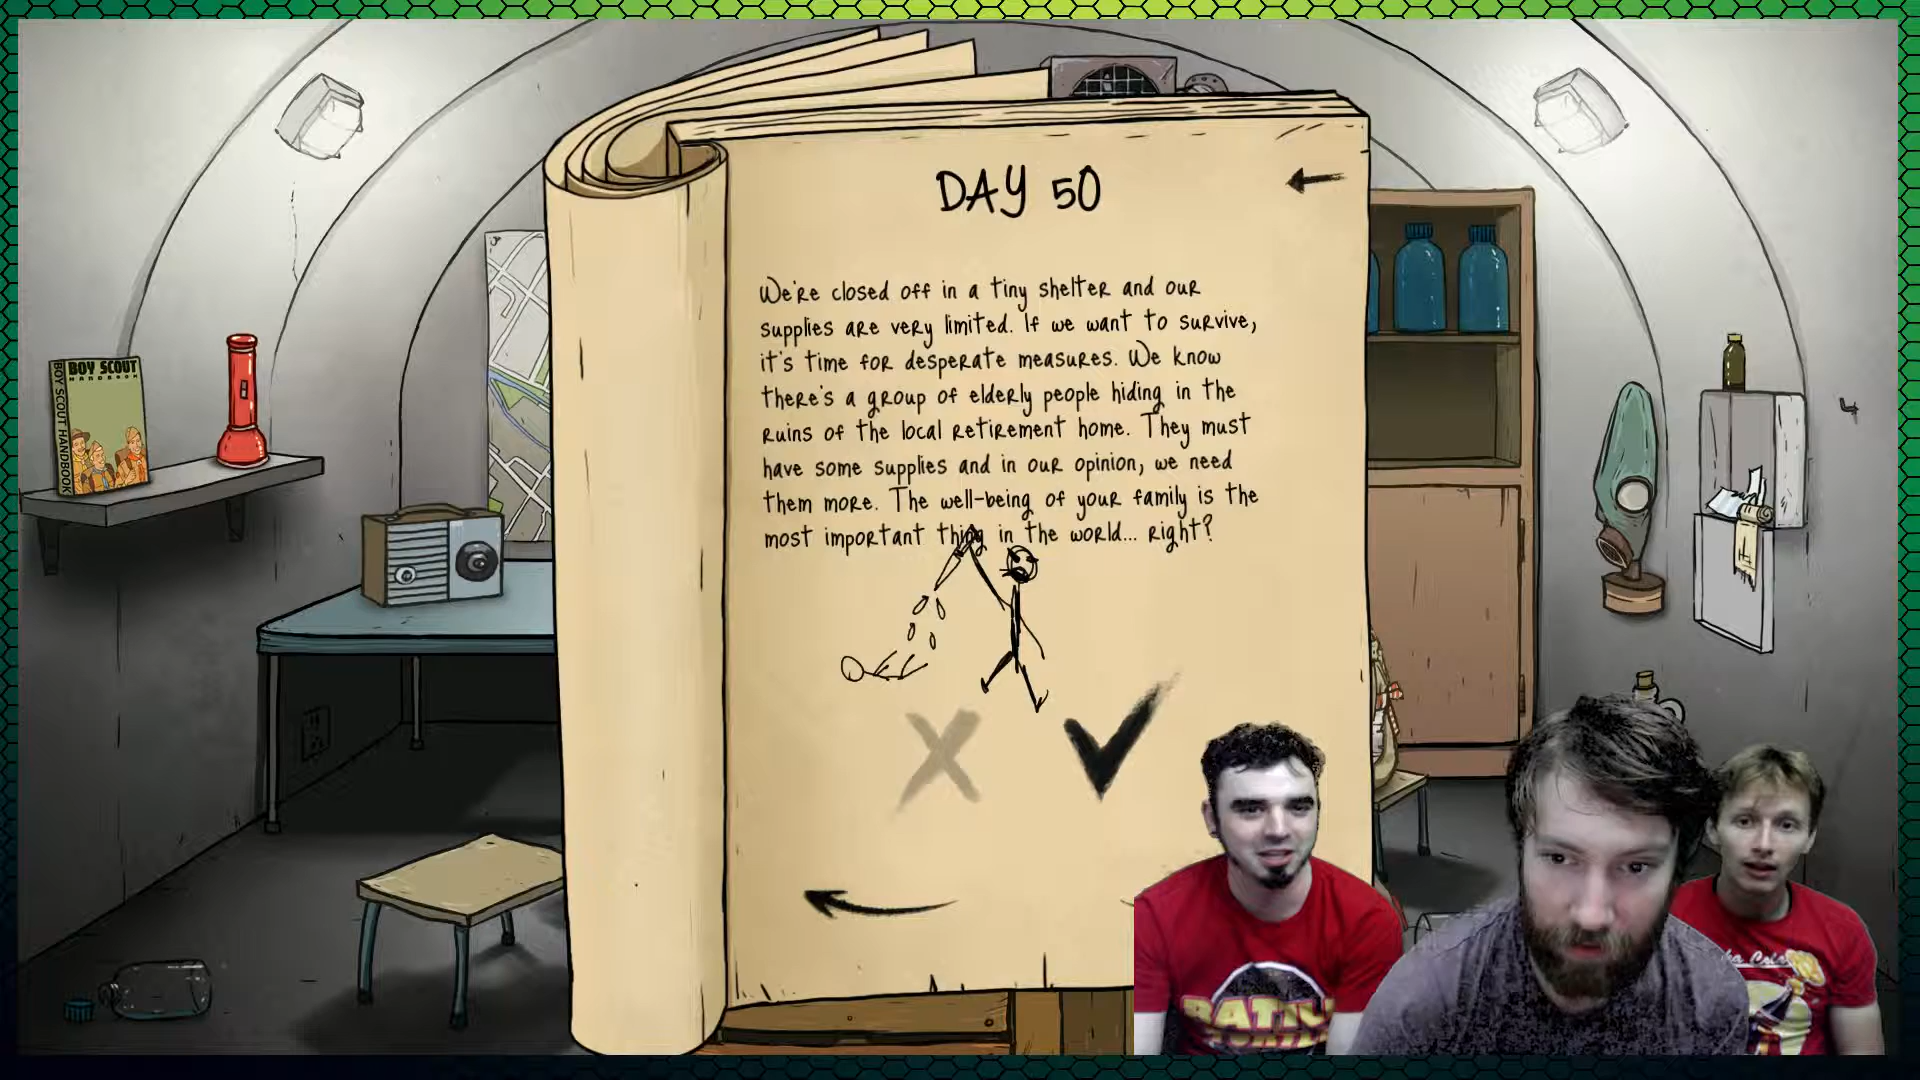 BOY SCOUT
HANDBOOK
BOY SCOUT HANDBOOK
DAY 50
We're closed off in a tiny shelter and our
supplies are very limited. If we want to survive,
it's time for desperate measures. We know
there's a group of elderly people hiding in the
ruins of the local retirement home. They must
have some supplies and in our opinion, we need
them more. The well-being of your family is the
most important thing in the world... right?